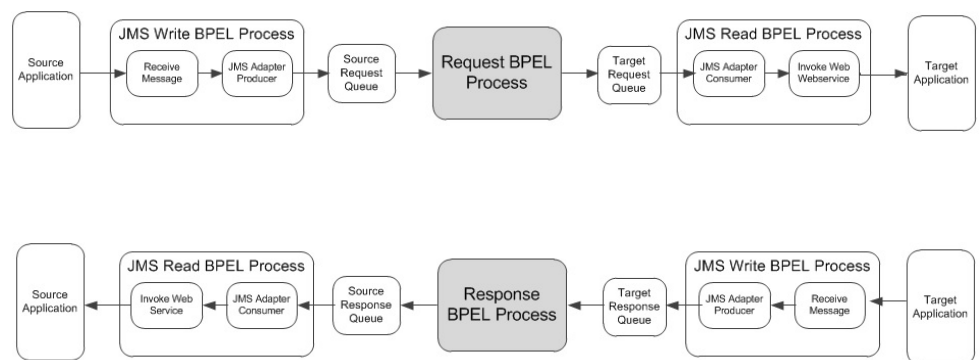 Source
Application
JMS Write BPEL Process
Receive
Message
JMS Adapter
Producer
Source
Request
Queue
Request BPEL
Process
Target
Request
Queue
JMS Read BPEL Process
JMS Adapter
Consumer
Invoke Web
Webservice
Target
Application
Source
Application
JMS Read BPEL Process
Invoke Web
Service
JMS Adapter
Consumer
Source
Response
Queue
Response
BPEL Process
Target
Response
Queue
JMS Write BPEL Process
JMS Adapter
Producer
Receive
Message
Target
Application